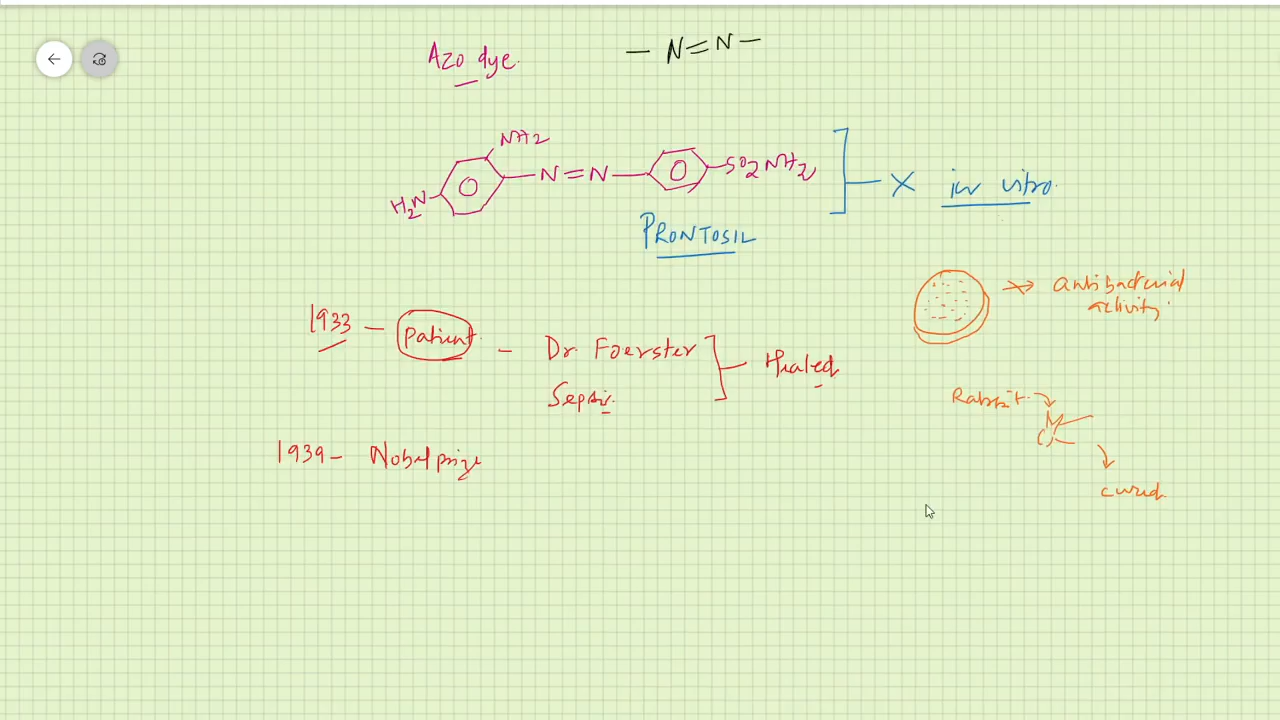 Azo dye.
— N=N —
NH2
H2N
— N=N —
SO2NH2
X in vitro.
PRONTOSIL
antibacterial
activity.
1933 – patient – Dr. Foerster
Healed
Sepsis.
Rabbit.
cured
1939 – Nobel prize